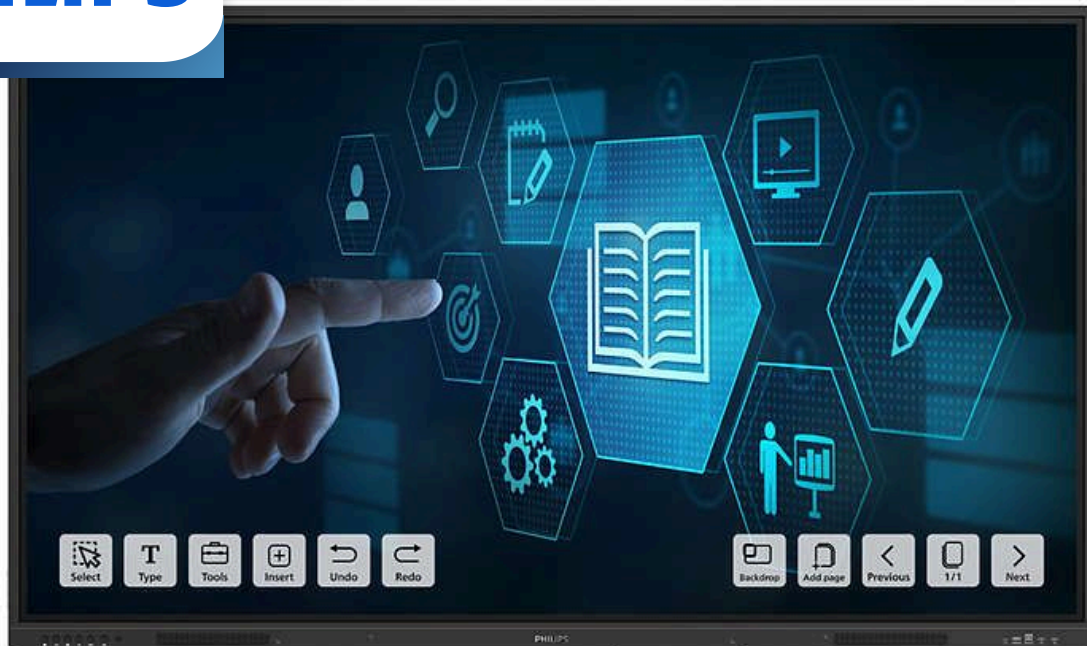 Select
Type
Tools
Insert
Undo
Redo
Backdrop
Add page
Previous
1/1
Next
PHILIPS